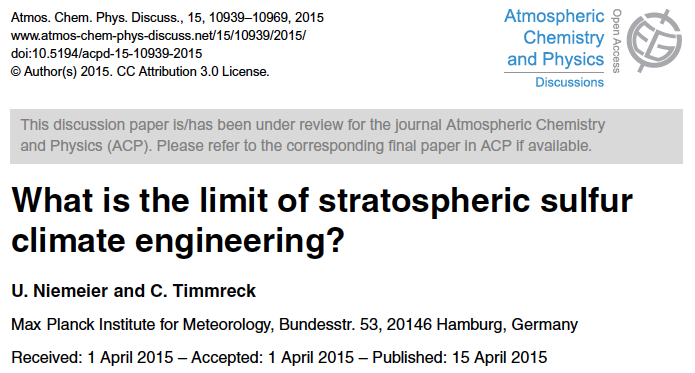 Atmos. Chem. Phys. Discuss., 15, 10939–10969, 2015
www.atmos-chem-phys-discuss.net/15/10939/2015/
doi:10.5194/acpd-15-10939-2015
© Author(s) 2015. CC Attribution 3.0 License.
Atmospheric
Chemistry
and Physics
Discussions
Open Access
EGU
This discussion paper is/has been under review for the journal Atmospheric Chemistry
and Physics (ACP). Please refer to the corresponding final paper in ACP if available.
What is the limit of stratospheric sulfur
climate engineering?
U. Niemeier and C. Timmreck
Max Planck Institute for Meteorology, Bundesstr. 53, 20146 Hamburg, Germany
Received: 1 April 2015 – Accepted: 1 April 2015 – Published: 15 April 2015